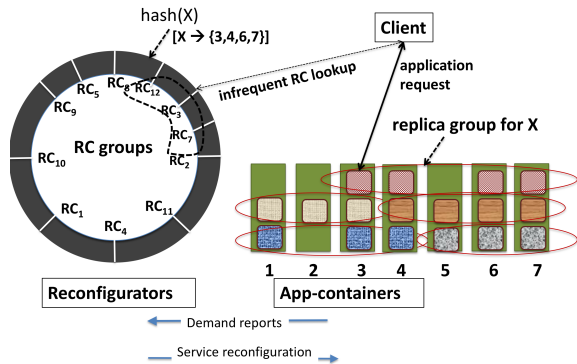 hash(X)
[X → {3,4,6,7}]
Client
infrequent RC lookup
application
request
replica group for X
RC8
RC12
RC5
RC3
RC9
RC7
RC groups
RC2
RC10
RC1
RC11
RC4
1 2 3 4 5 6 7
Reconfigurators
App-containers
Demand reports
Service reconfiguration